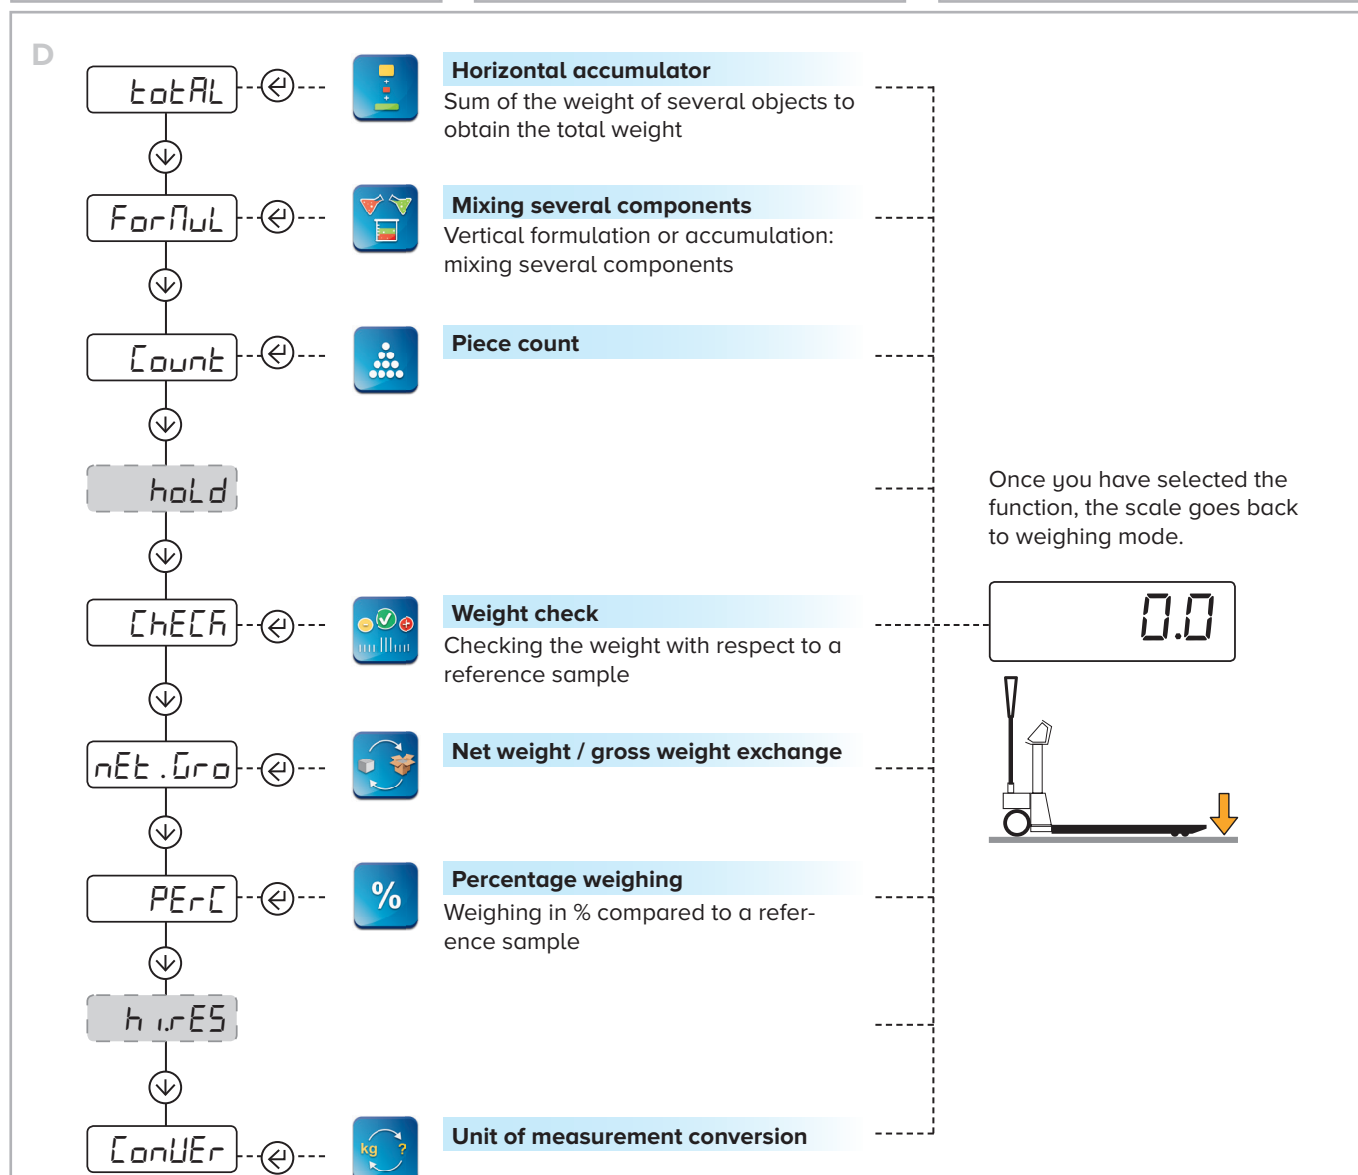 D
totAL
Horizontal accumulator
Sum of the weight of several objects to
obtain the total weight
ForMuL
Mixing several components
Vertical formulation or accumulation:
mixing several components
Count
Piece count
hoLd
Once you have selected the
function, the scale goes back
to weighing mode.
0.0
ChECK
Weight check
Checking the weight with respect to a
reference sample
nEt.Gro
Net weight / gross weight exchange
PErC
%
Percentage weighing
Weighing in % compared to a refer-
ence sample
hi.rES
ConVEr
kg ?
Unit of measurement conversion